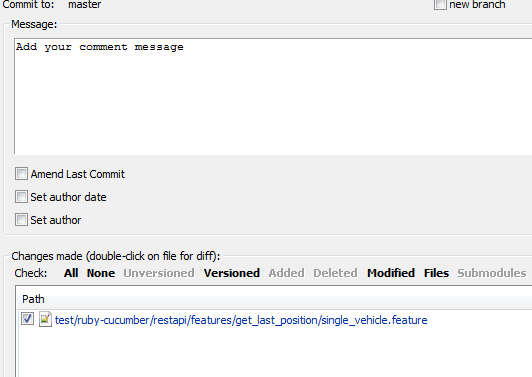 Commit to: master new branch
Message:
Add your comment message
Amend Last Commit
Set author date
Set author
Changes made (double-click on file for diff):
Check: All None Unversioned Versioned Added Deleted Modified Files Submodules
Path
test/ruby-cucumber/restapi/features/get_last_position/single_vehicle.feature